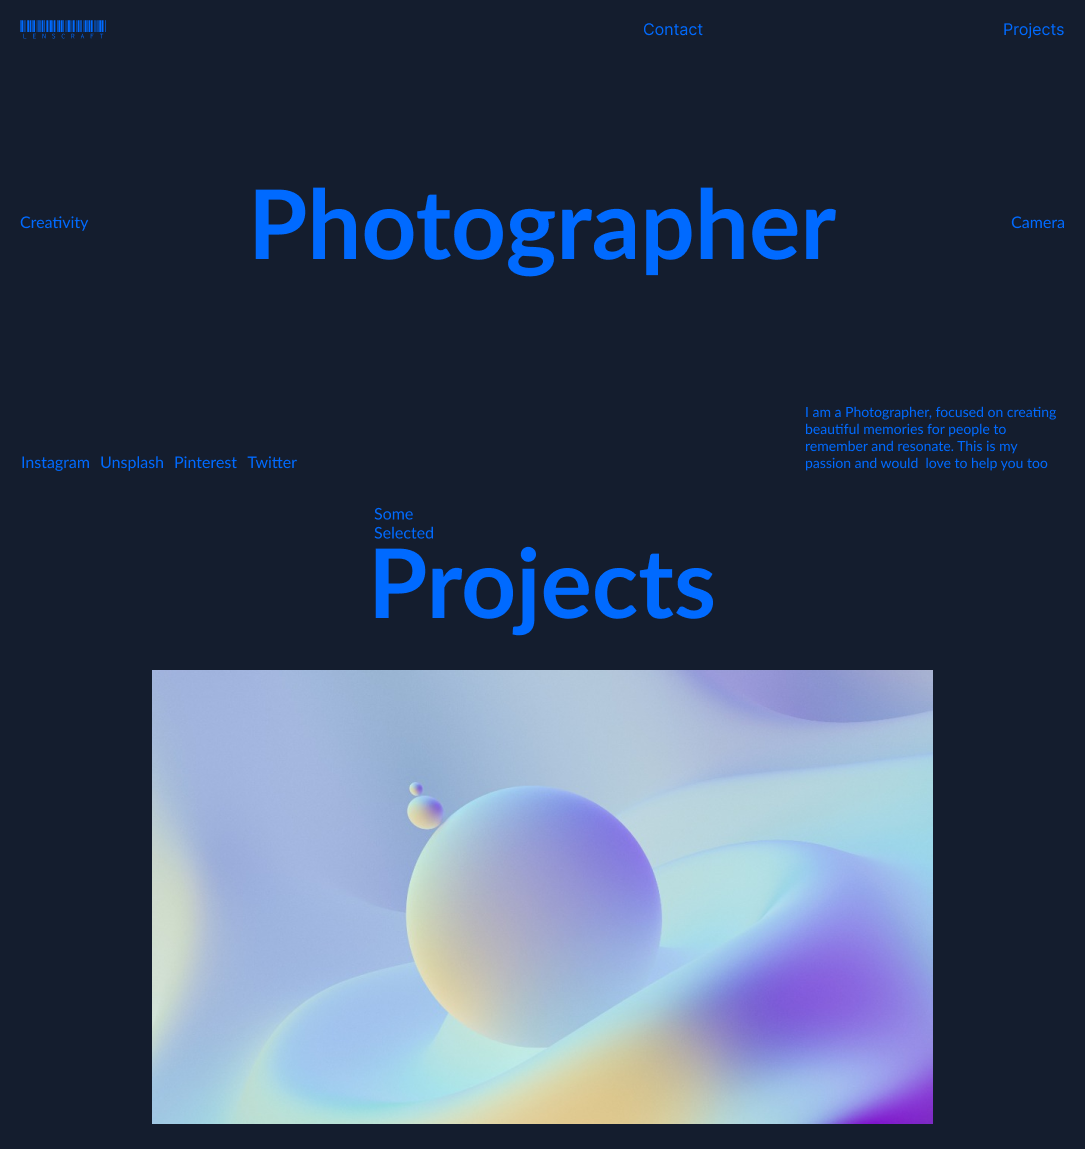 LENSCRAFT
Contact
Projects
Creativity
Photographer
Camera
I am a Photographer, focused on creating
beautiful memories for people to
remember and resonate. This is my
passion and would  love to help you too
Instagram Unsplash Pinterest Twitter
Some
Selected
Projects